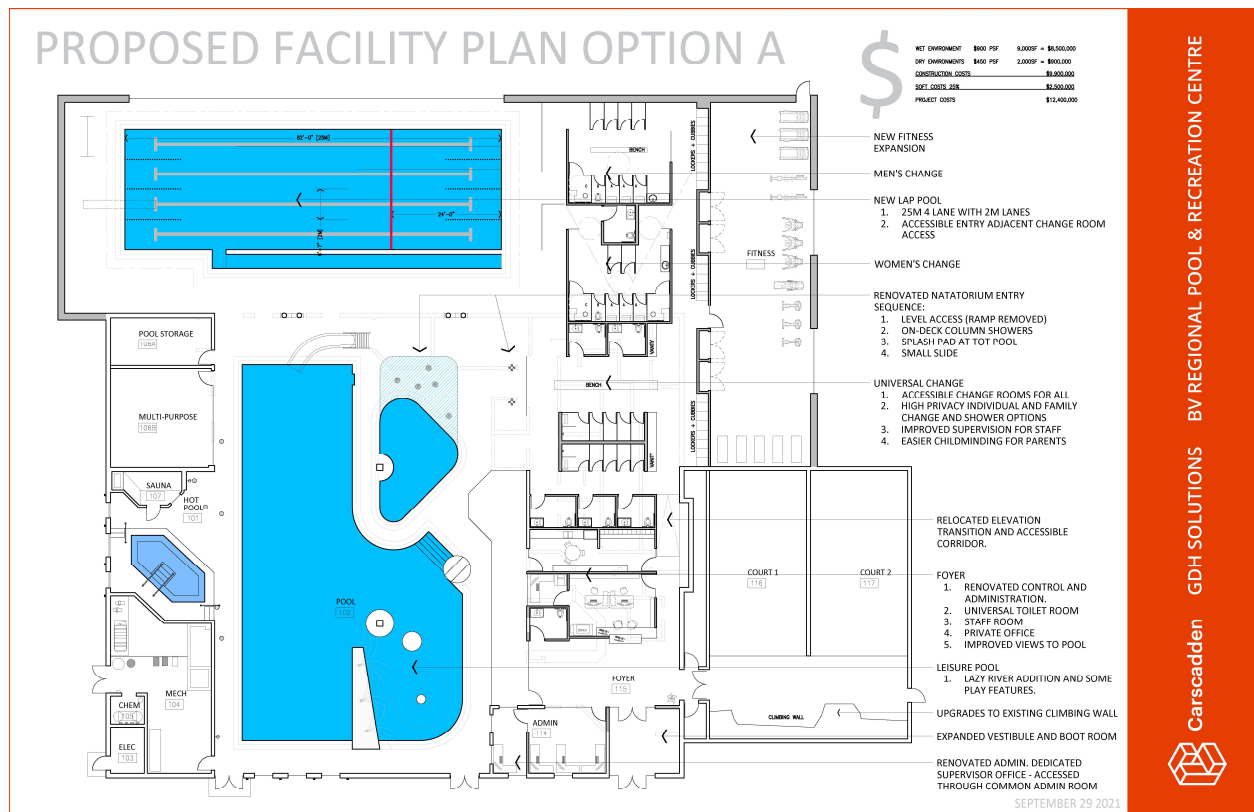 PROPOSED FACILITY PLAN OPTION A
$
WET ENVIRONMENT $900 PSF 9,000SF = $8,500,000
DRY ENVIRONMENTS $450 PSF 2,000SF = $900,000
CONSTRUCTION COSTS $9,900,000
SOFT COSTS 25% $2,500,000
PROJECT COSTS $12,400,000
NEW FITNESS
EXPANSION
MEN'S CHANGE
NEW LAP POOL
1. 25M 4 LANE WITH 2M LANES
2. ACCESSIBLE ENTRY ADJACENT CHANGE ROOM
ACCESS
WOMEN'S CHANGE
RENOVATED NATATORIUM ENTRY
SEQUENCE:
1. LEVEL ACCESS (RAMP REMOVED)
2. ON-DECK COLUMN SHOWERS
3. SPLASH PAD AT TOT POOL
4. SMALL SLIDE
UNIVERSAL CHANGE
1. ACCESSIBLE CHANGE ROOMS FOR ALL
2. HIGH PRIVACY INDIVIDUAL AND FAMILY
CHANGE AND SHOWER OPTIONS
3. IMPROVED SUPERVISION FOR STAFF
4. EASIER CHILDMINDING FOR PARENTS
RELOCATED ELEVATION
TRANSITION AND ACCESSIBLE
CORRIDOR.
FOYER
1. RENOVATED CONTROL AND
ADMINISTRATION.
2. UNIVERSAL TOILET ROOM
3. STAFF ROOM
4. PRIVATE OFFICE
5. IMPROVED VIEWS TO POOL
LEISURE POOL
1. LAZY RIVER ADDITION AND SOME
PLAY FEATURES.
UPGRADES TO EXISTING CLIMBING WALL
EXPANDED VESTIBULE AND BOOT ROOM
RENOVATED ADMIN. DEDICATED
SUPERVISOR OFFICE - ACCESSED
THROUGH COMMON ADMIN ROOM
SEPTEMBER 29 2021
82'-0" [25M]
24'-0"
6'-7" [2M]
BENCH
LOCKERS + CUBBIES
LOCKERS + CUBBIES
FITNESS
VANITY
BENCH
LOCKERS + CUBBIES
VANITY
POOL STORAGE
106A
MULTI-PURPOSE
106B
SAUNA
107
HOT
POOL
101
POOL
102
MECH
104
CHEM
105
ELEC
103
COURT 1
116
COURT 2
117
FOYER
115
ADMIN
114
CLIMBING WALL
Carscadden GDH SOLUTIONS BV REGIONAL POOL & RECREATION CENTRE